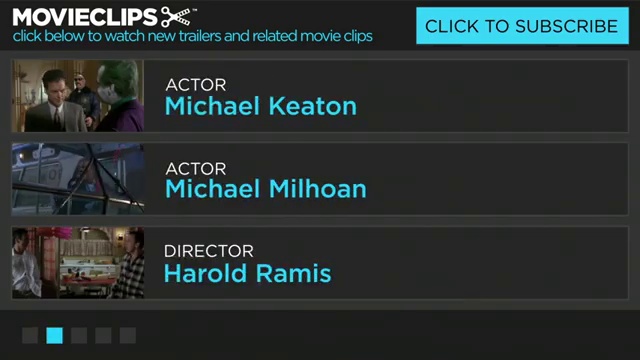 MOVIECLIPS™
click below to watch new trailers and related movie clips
CLICK TO SUBSCRIBE
ACTOR
Michael Keaton
ACTOR
Michael Milhoan
DIRECTOR
Harold Ramis